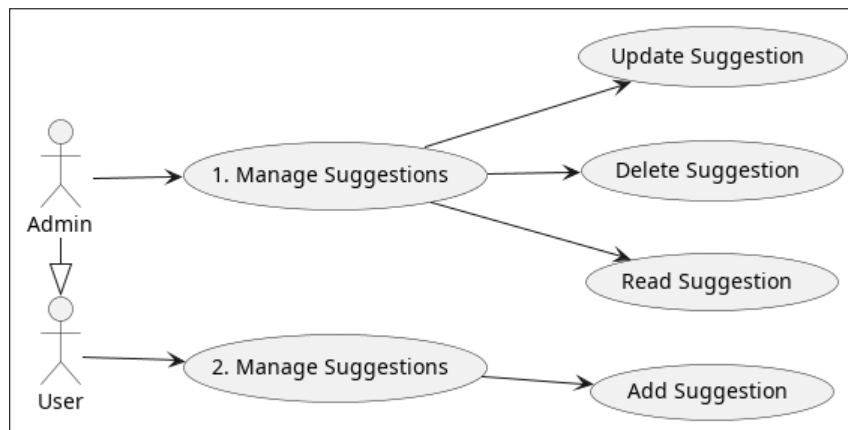 Update Suggestion
1. Manage Suggestions
Delete Suggestion
Admin
Read Suggestion
2. Manage Suggestions
Add Suggestion
User